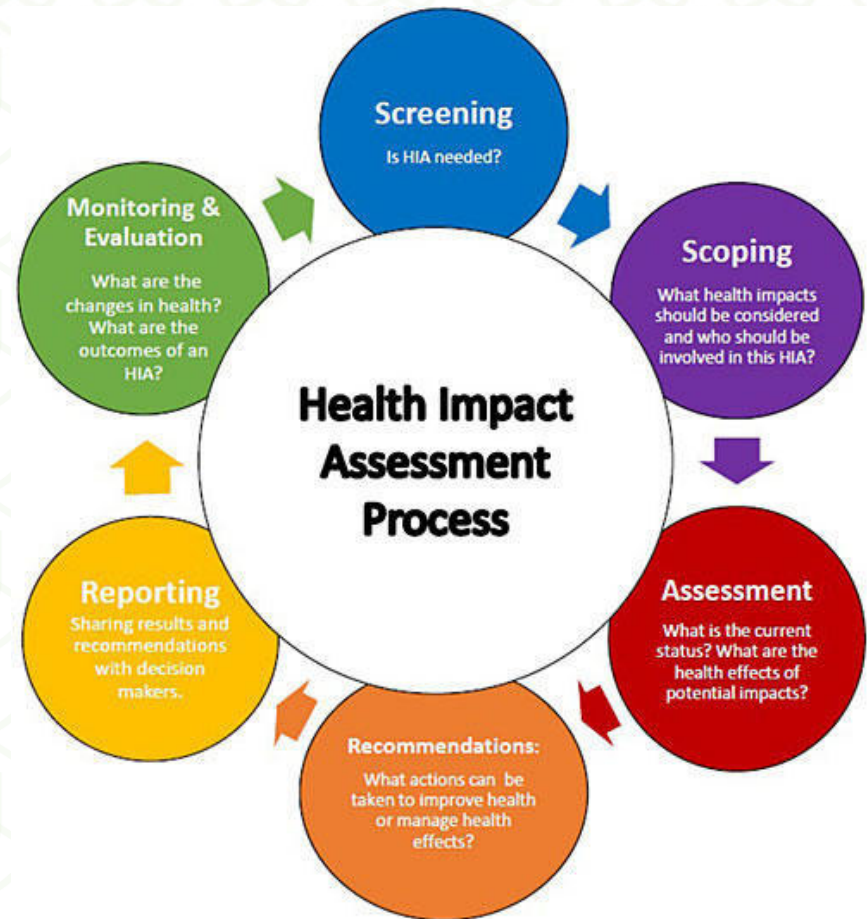 Screening
Is HIA needed?
Scoping
What health impacts
should be considered
and who should be
involved in this HIA?
Assessment
What is the current
status? What are the
health effects of
potential impacts?
Recommendations:
What actions can be
taken to improve health
or manage health
effects?
Reporting
Sharing results and
recommendations
with decision
makers.
Monitoring &
Evaluation
What are the
changes in health?
What are the
outcomes of an
HIA?
Health Impact
Assessment
Process